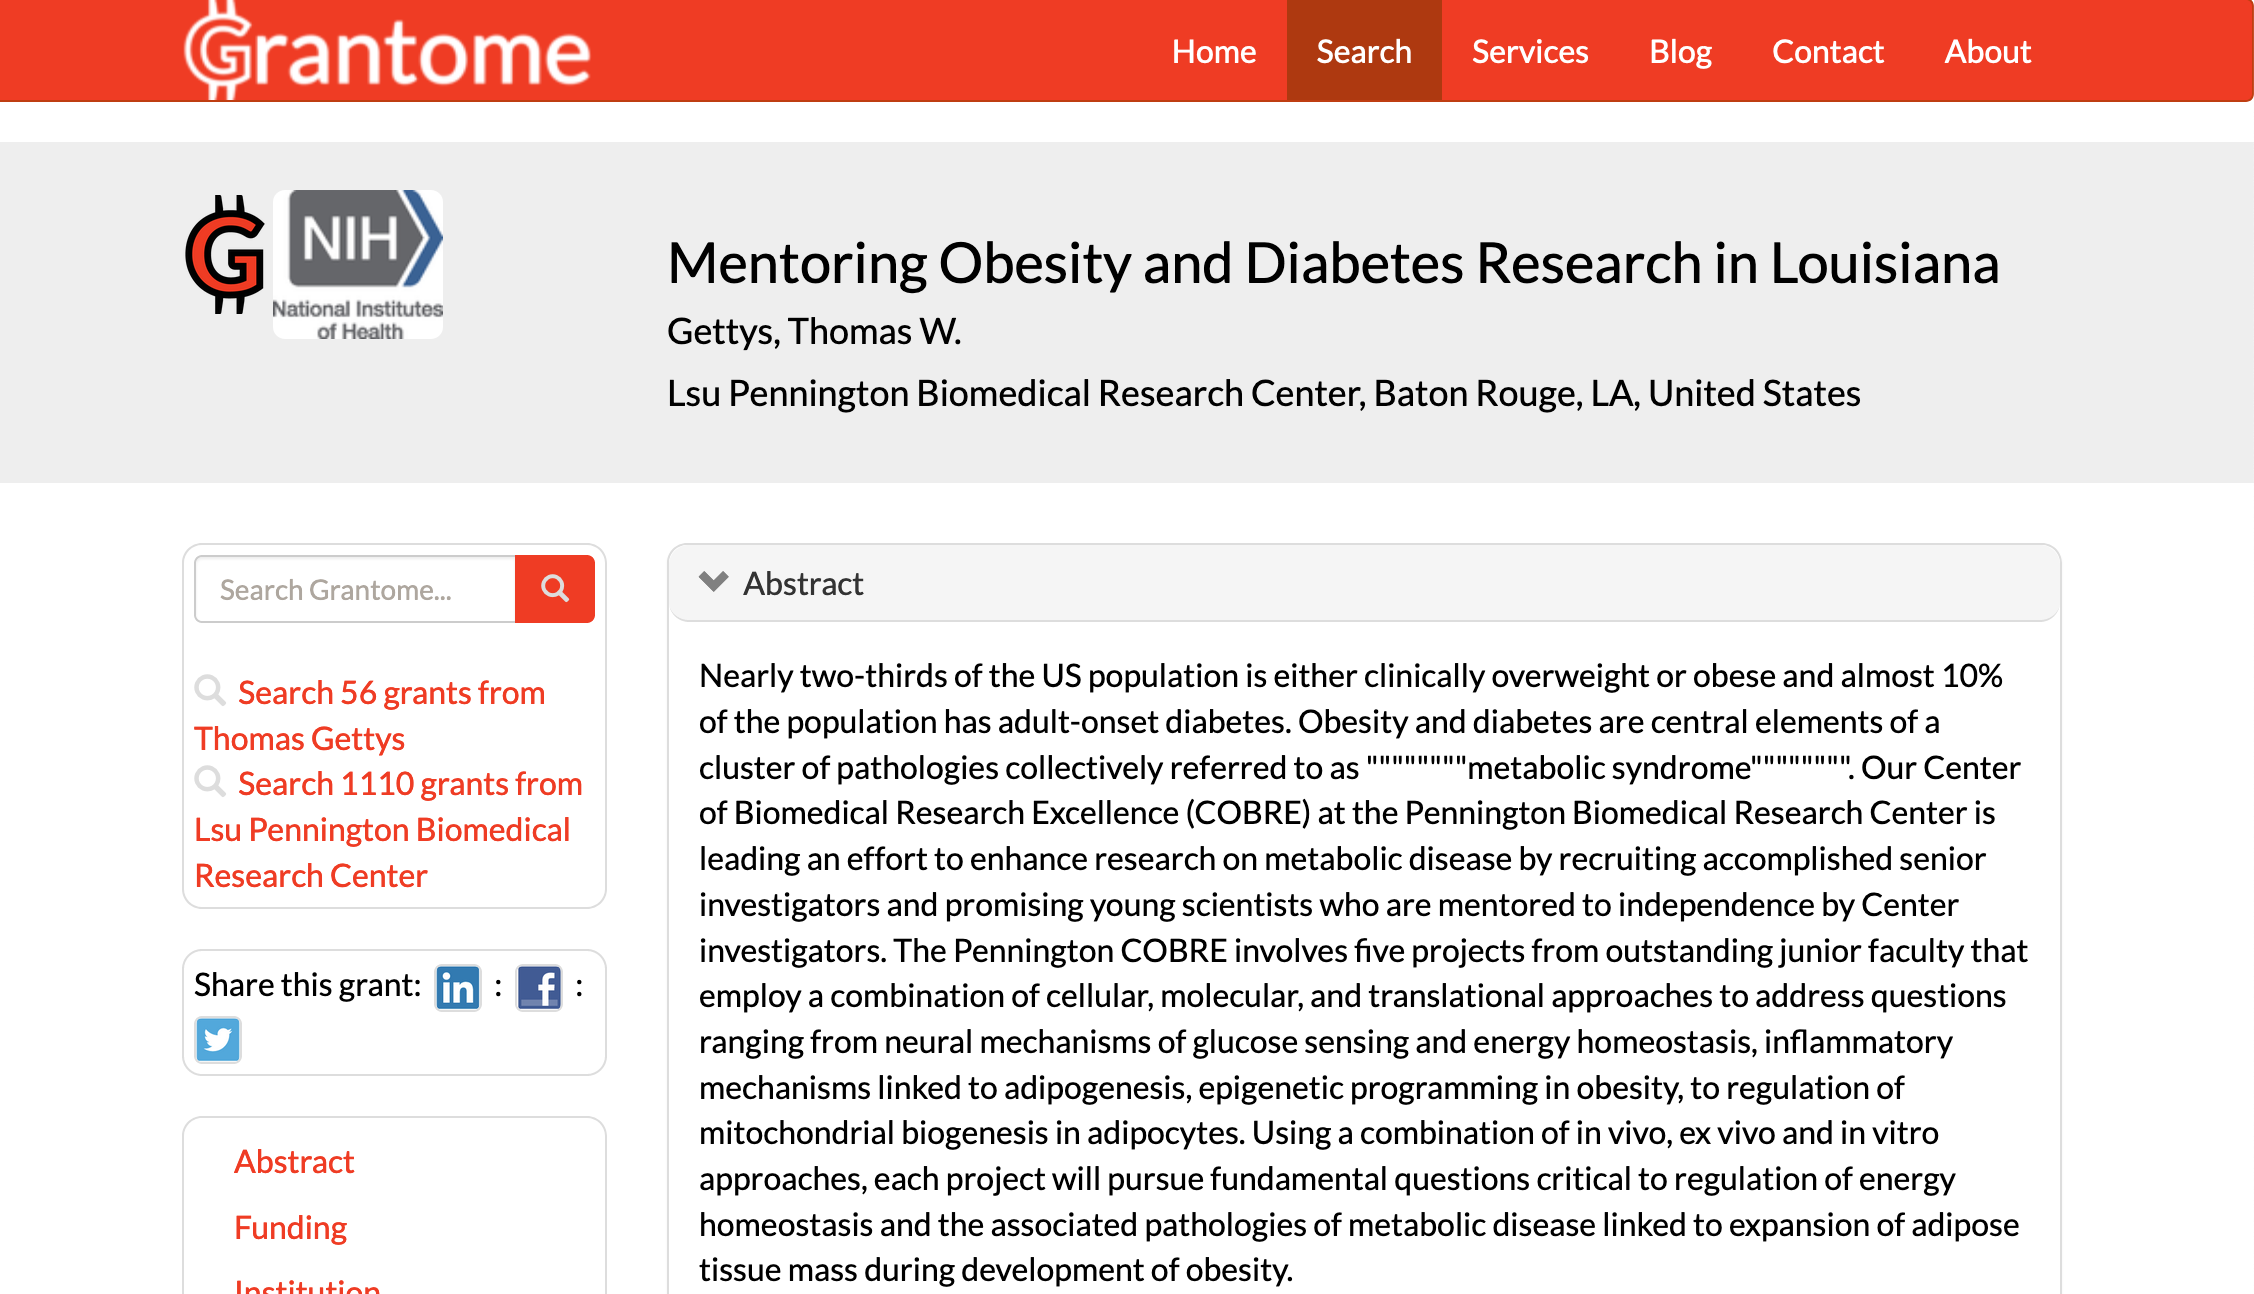 Grantome
Home Search Services Blog Contact About
G NIH
National Institutes
of Health
Mentoring Obesity and Diabetes Research in Louisiana
Gettys, Thomas W.
Lsu Pennington Biomedical Research Center, Baton Rouge, LA, United States
Search Grantome...
Search 56 grants from
Thomas Gettys
Search 1110 grants from
Lsu Pennington Biomedical
Research Center
Share this grant: in : f :
Abstract
Funding
Institution
Abstract
Nearly two-thirds of the US population is either clinically overweight or obese and almost 10%
of the population has adult-onset diabetes. Obesity and diabetes are central elements of a
cluster of pathologies collectively referred to as """"""""metabolic syndrome"""""""". Our Center
of Biomedical Research Excellence (COBRE) at the Pennington Biomedical Research Center is
leading an effort to enhance research on metabolic disease by recruiting accomplished senior
investigators and promising young scientists who are mentored to independence by Center
investigators. The Pennington COBRE involves five projects from outstanding junior faculty that
employ a combination of cellular, molecular, and translational approaches to address questions
ranging from neural mechanisms of glucose sensing and energy homeostasis, inflammatory
mechanisms linked to adipogenesis, epigenetic programming in obesity, to regulation of
mitochondrial biogenesis in adipocytes. Using a combination of in vivo, ex vivo and in vitro
approaches, each project will pursue fundamental questions critical to regulation of energy
homeostasis and the associated pathologies of metabolic disease linked to expansion of adipose
tissue mass during development of obesity.